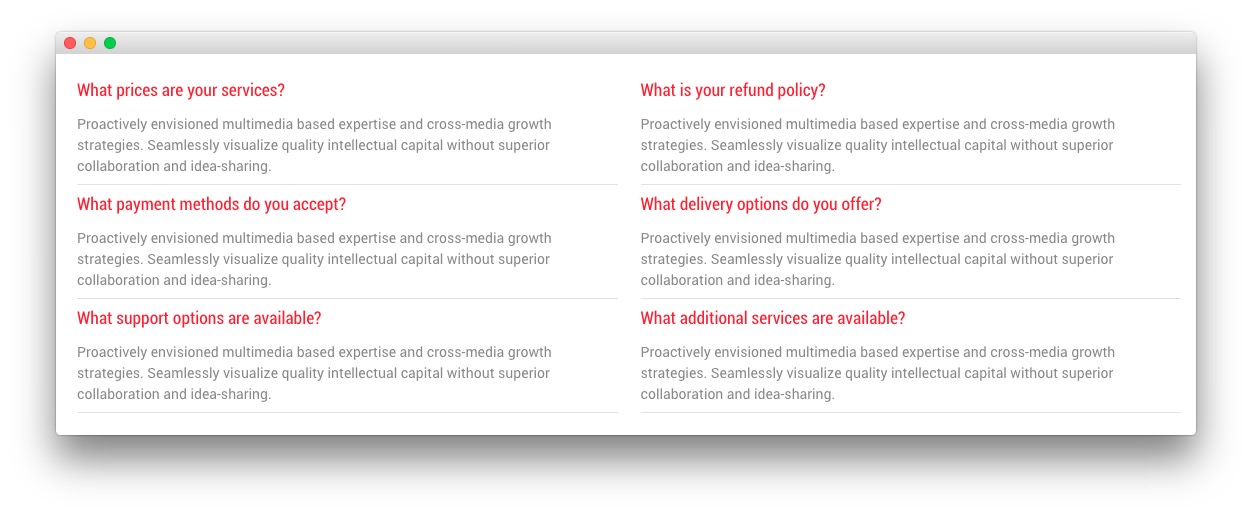 What prices are your services?
Proactively envisioned multimedia based expertise and cross-media growth
strategies. Seamlessly visualize quality intellectual capital without superior
collaboration and idea-sharing.
What is your refund policy?
Proactively envisioned multimedia based expertise and cross-media growth
strategies. Seamlessly visualize quality intellectual capital without superior
collaboration and idea-sharing.
What payment methods do you accept?
Proactively envisioned multimedia based expertise and cross-media growth
strategies. Seamlessly visualize quality intellectual capital without superior
collaboration and idea-sharing.
What delivery options do you offer?
Proactively envisioned multimedia based expertise and cross-media growth
strategies. Seamlessly visualize quality intellectual capital without superior
collaboration and idea-sharing.
What support options are available?
Proactively envisioned multimedia based expertise and cross-media growth
strategies. Seamlessly visualize quality intellectual capital without superior
collaboration and idea-sharing.
What additional services are available?
Proactively envisioned multimedia based expertise and cross-media growth
strategies. Seamlessly visualize quality intellectual capital without superior
collaboration and idea-sharing.